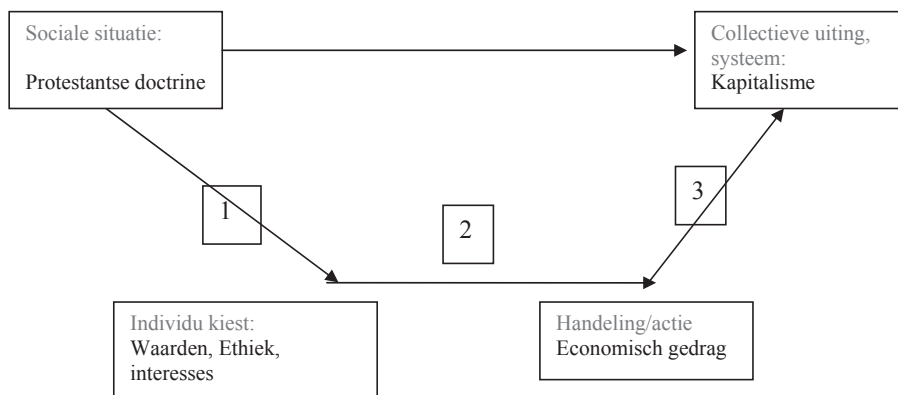 Sociale situatie:
Protestantse doctrine
Collectieve uiting,
systeem:
Kapitalisme
1
2
3
Individu kiest:
Waarden, Ethiek,
interesses
Handeling/actie
Economisch gedrag